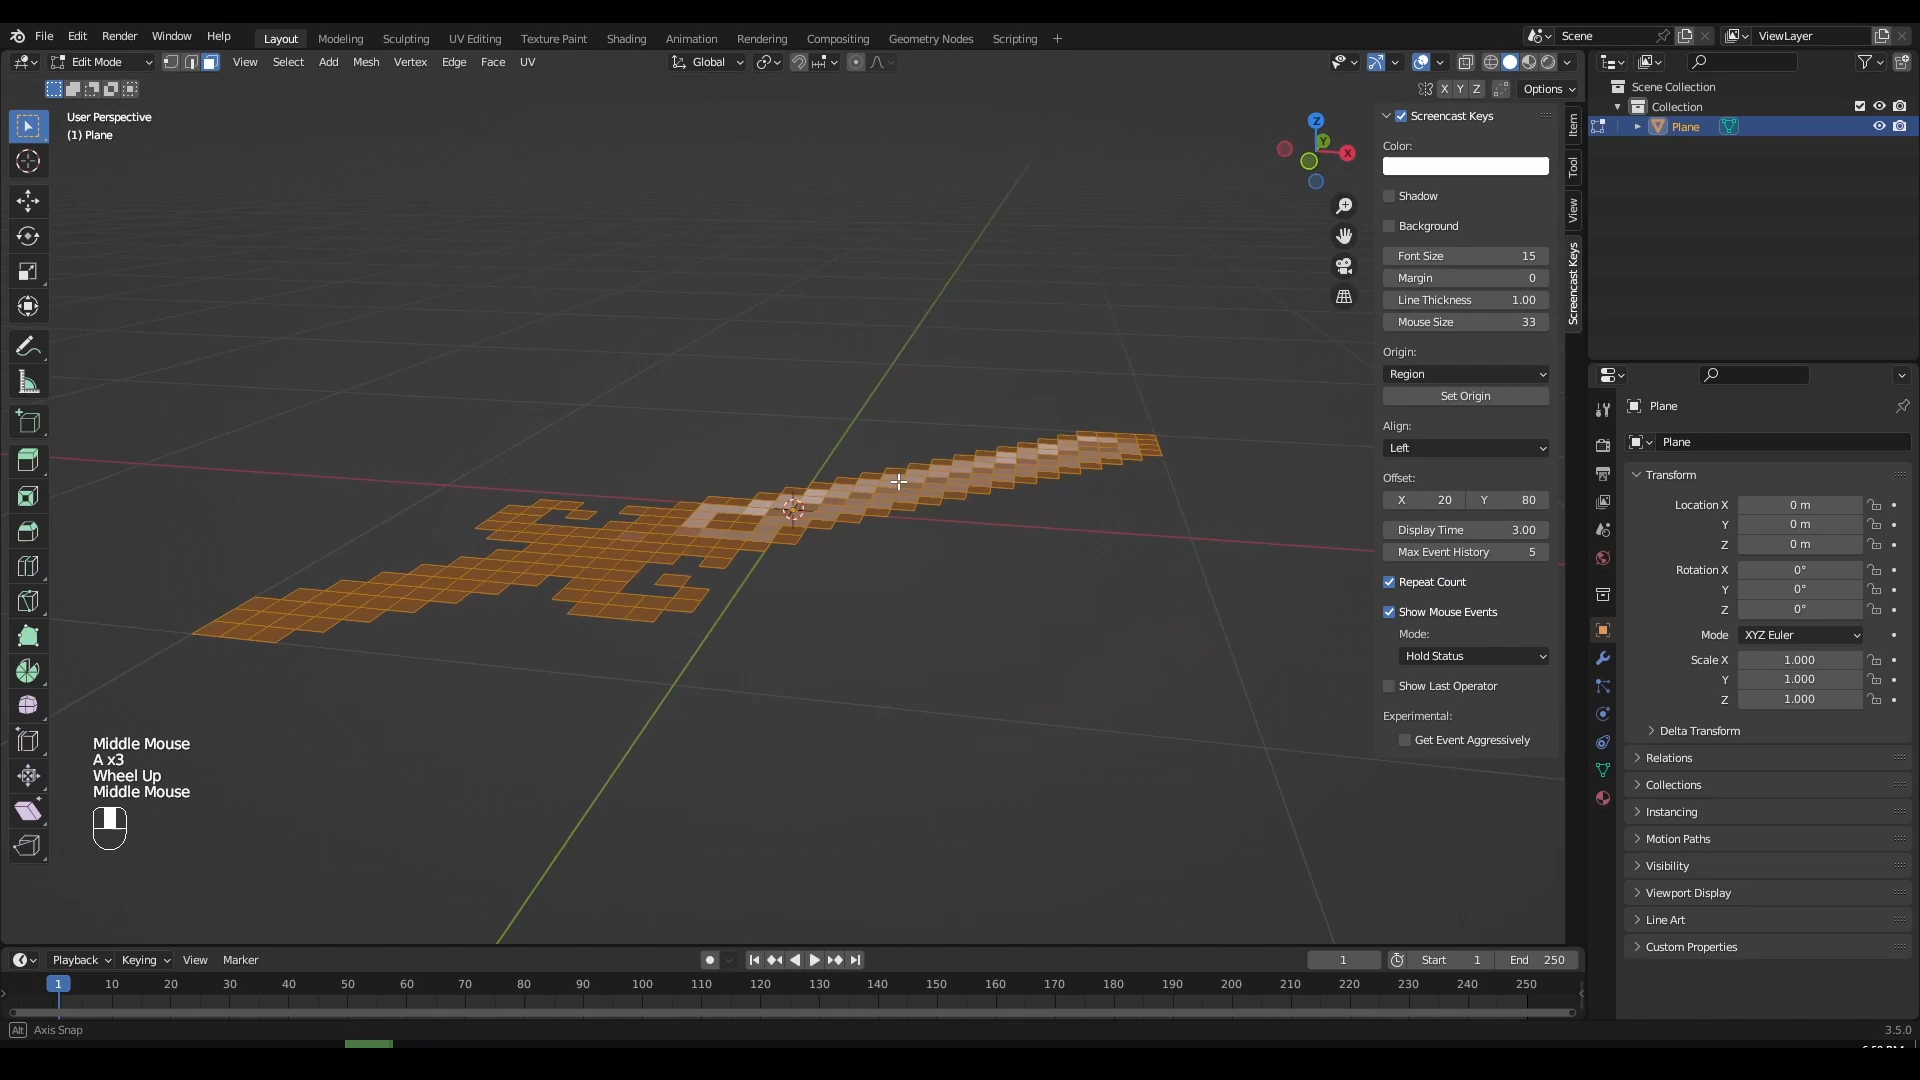 File Edit Render Window Help Layout Modeling Sculpting UV Editing Texture Paint Shading Animation Rendering Compositing Geometry Nodes Scripting + Scene ViewLayer
Edit Mode View Select Add Mesh Vertex Edge Face UV Global
X Y Z Options
User Perspective
(1) Plane
Z
Y
X
Screencast Keys
Color:
Shadow
Background
Font Size 15
Margin 0
Line Thickness 1.00
Mouse Size 33
Origin:
Region
Set Origin
Align:
Left
Offset:
X 20 Y 80
Display Time 3.00
Max Event History 5
Repeat Count
Show Mouse Events
Mode:
Hold Status
Show Last Operator
Experimental:
Get Event Aggressively
Item
Tool
View
Screencast Keys
Scene Collection
Collection
Plane
Plane
Plane
Transform
Location X 0 m
Y 0 m
Z 0 m
Rotation X 0°
Y 0°
Z 0°
Mode XYZ Euler
Scale X 1.000
Y 1.000
Z 1.000
Delta Transform
Relations
Collections
Instancing
Motion Paths
Visibility
Viewport Display
Line Art
Custom Properties
Middle Mouse
A x3
Wheel Up
Middle Mouse
Playback Keying View Marker 1 Start 1 End 250
1 10 20 30 40 50 60 70 80 90 100 110 120 130 140 150 160 170 180 190 200 210 220 230 240 250
Alt Axis Snap 3.5.0